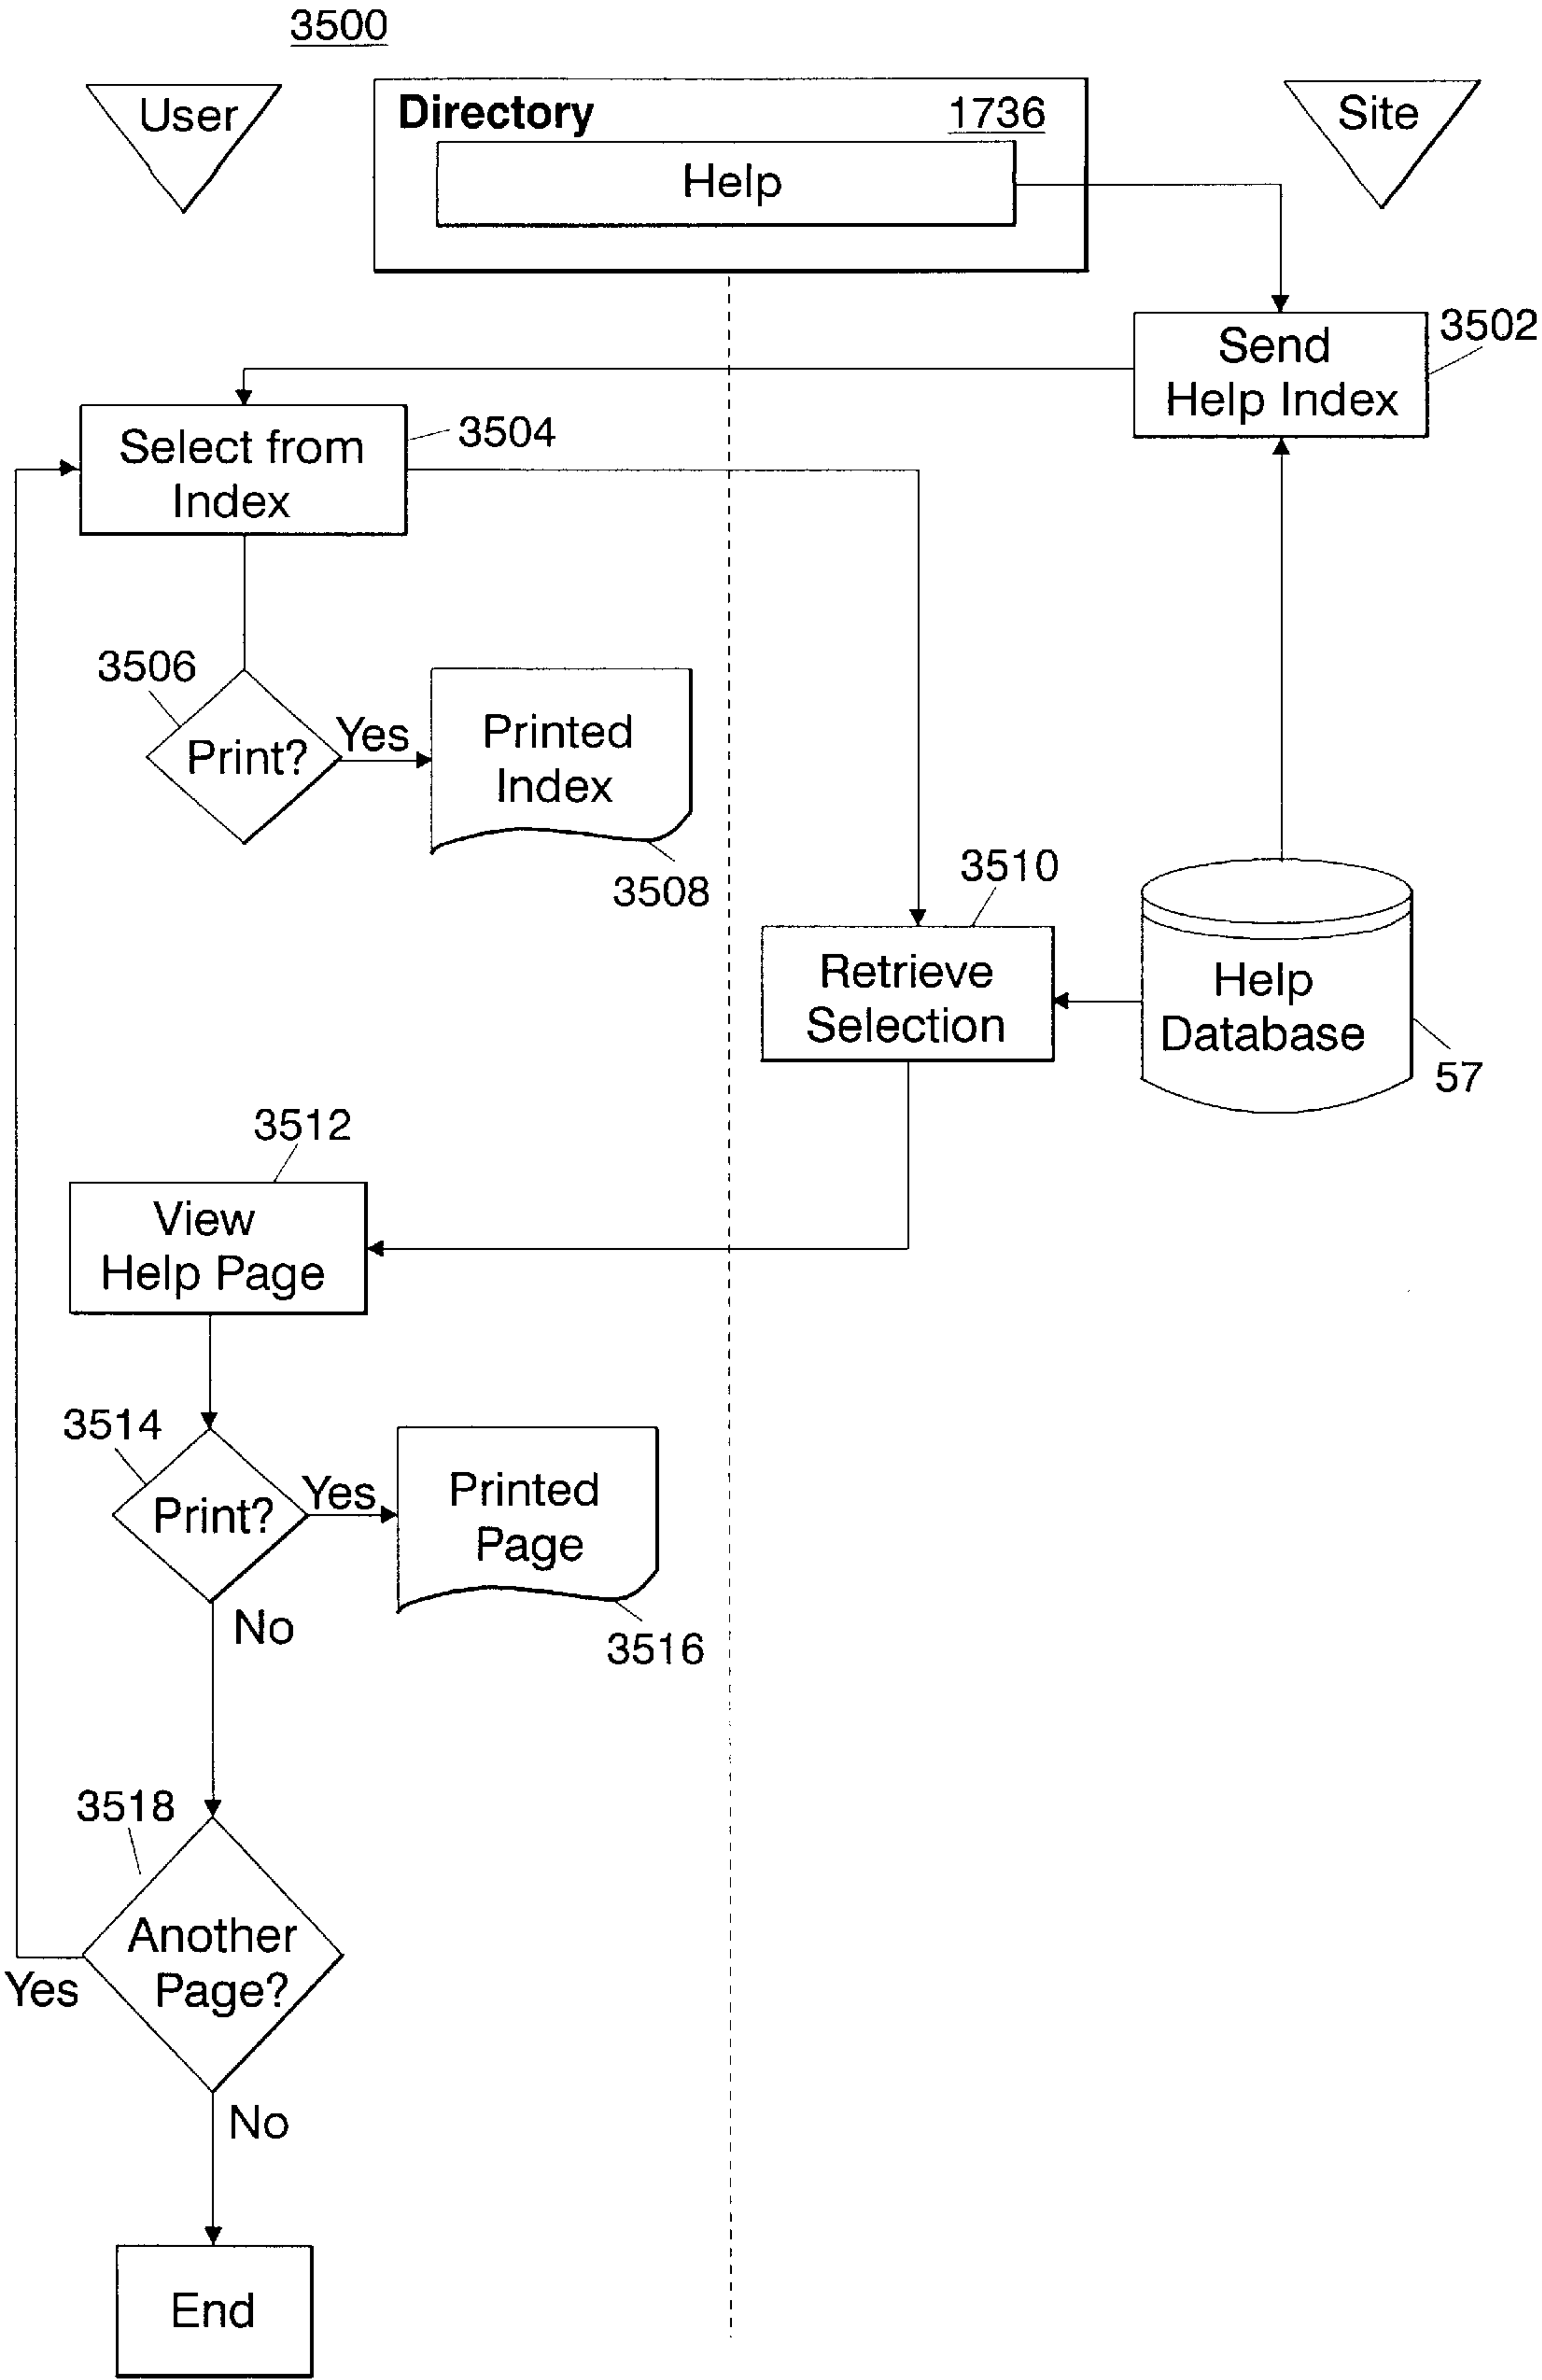 3500
User
Directory
1736
Site
Help
3502
Send
Help Index
3504
Select from
Index
3506
Print?
Yes
Printed
Index
3508
3510
Retrieve
Selection
Help
Database
57
3512
View
Help Page
3514
Print?
Yes
Printed
Page
No
3516
3518
Another
Page?
Yes
No
End